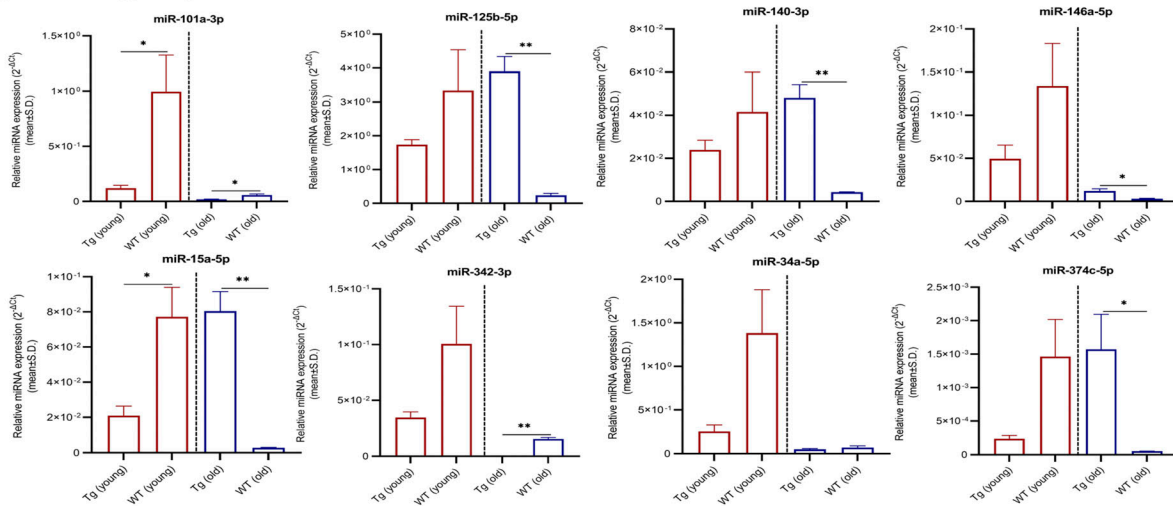 miR-101a-3p
Relative miRNA expression (2^-ΔCt)
(mean±S.D.)
1.5×10⁰
1×10⁰
5×10⁻¹
0
*
*
Tg (young)
WT (young)
Tg (old)
WT (old)
miR-125b-5p
Relative miRNA expression (2^-ΔCt)
(mean±S.D.)
5×10⁰
4×10⁰
3×10⁰
2×10⁰
1×10⁰
0
**
Tg (young)
WT (young)
Tg (old)
WT (old)
miR-140-3p
Relative miRNA expression (2^-ΔCt)
(mean±S.D.)
8×10⁻²
6×10⁻²
4×10⁻²
2×10⁻²
0
**
Tg (young)
WT (young)
Tg (old)
WT (old)
miR-146a-5p
Relative miRNA expression (2^-ΔCt)
(mean±S.D.)
2×10⁻¹
1.5×10⁻¹
1×10⁻¹
5×10⁻²
0
*
Tg (young)
WT (young)
Tg (old)
WT (old)
miR-15a-5p
Relative miRNA expression (2^-ΔCt)
(mean±S.D.)
1×10⁻¹
8×10⁻²
6×10⁻²
4×10⁻²
2×10⁻²
0
*
**
Tg (young)
WT (young)
Tg (old)
WT (old)
miR-342-3p
Relative miRNA expression (2^-ΔCt)
(mean±S.D.)
1.5×10⁻¹
1×10⁻¹
5×10⁻²
0
**
Tg (young)
WT (young)
Tg (old)
WT (old)
miR-34a-5p
Relative miRNA expression (2^-ΔCt)
(mean±S.D.)
2×10⁰
1.5×10⁰
1×10⁰
5×10⁻¹
0
Tg (young)
WT (young)
Tg (old)
WT (old)
miR-374c-5p
Relative miRNA expression (2^-ΔCt)
(mean±S.D.)
2.5×10⁻³
2×10⁻³
1.5×10⁻³
1×10⁻³
5×10⁻⁴
0
*
Tg (young)
WT (young)
Tg (old)
WT (old)